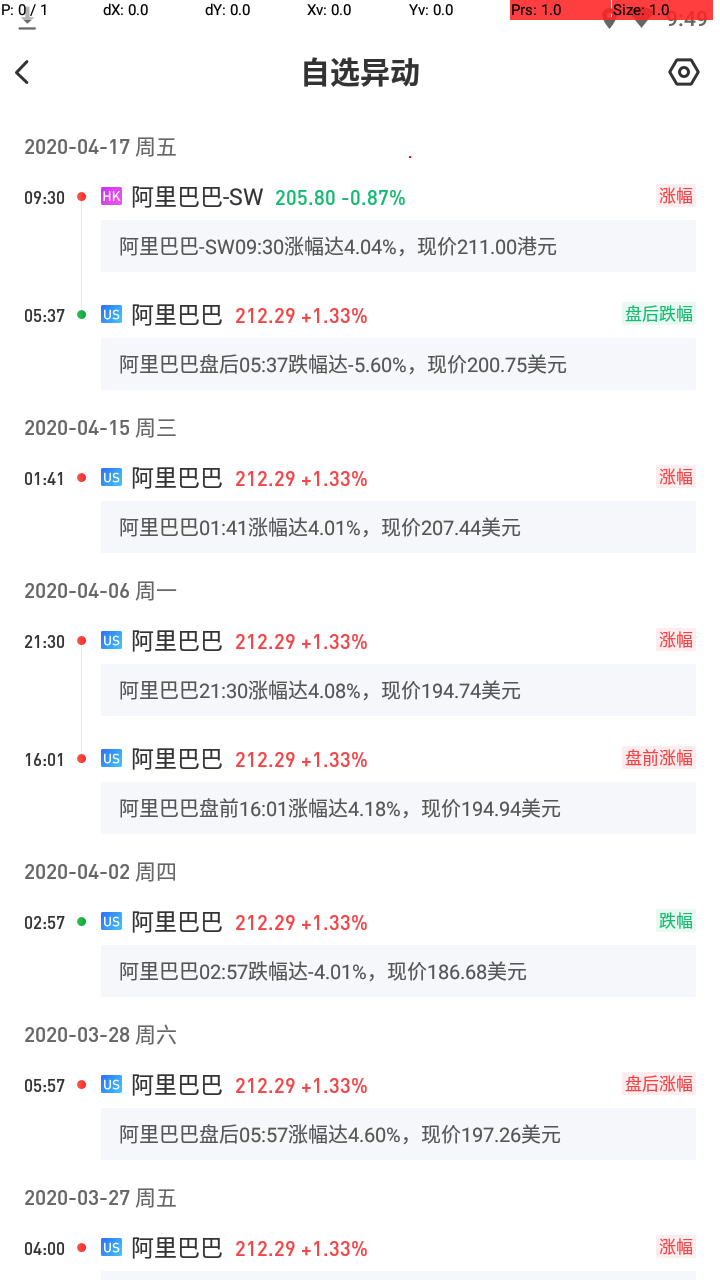 P: 0 / 1 dX: 0.0 dY: 0.0 Xv: 0.0 Yv: 0.0 Prs: 1.0 Size: 1.0 9:49
自选异动
2020-04-17 周五
09:30 HK 阿里巴巴-SW 205.80 -0.87% 涨幅
阿里巴巴-SW09:30涨幅达4.04%，现价211.00港元
05:37 US 阿里巴巴 212.29 +1.33% 盘后跌幅
阿里巴巴盘后05:37跌幅达-5.60%，现价200.75美元
2020-04-15 周三
01:41 US 阿里巴巴 212.29 +1.33% 涨幅
阿里巴巴01:41涨幅达4.01%，现价207.44美元
2020-04-06 周一
21:30 US 阿里巴巴 212.29 +1.33% 涨幅
阿里巴巴21:30涨幅达4.08%，现价194.74美元
16:01 US 阿里巴巴 212.29 +1.33% 盘前涨幅
阿里巴巴盘前16:01涨幅达4.18%，现价194.94美元
2020-04-02 周四
02:57 US 阿里巴巴 212.29 +1.33% 跌幅
阿里巴巴02:57跌幅达-4.01%，现价186.68美元
2020-03-28 周六
05:57 US 阿里巴巴 212.29 +1.33% 盘后涨幅
阿里巴巴盘后05:57涨幅达4.60%，现价197.26美元
2020-03-27 周五
04:00 US 阿里巴巴 212.29 +1.33% 涨幅